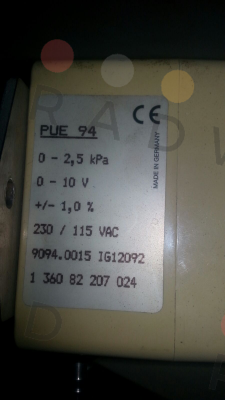 CE
PUE 94
0 - 2,5 kPa
0 - 10 V
+/- 1,0 %
230 / 115 VAC
9094.0015 IG12092
1 360 82 207 024
MADE IN GERMANY
RADW